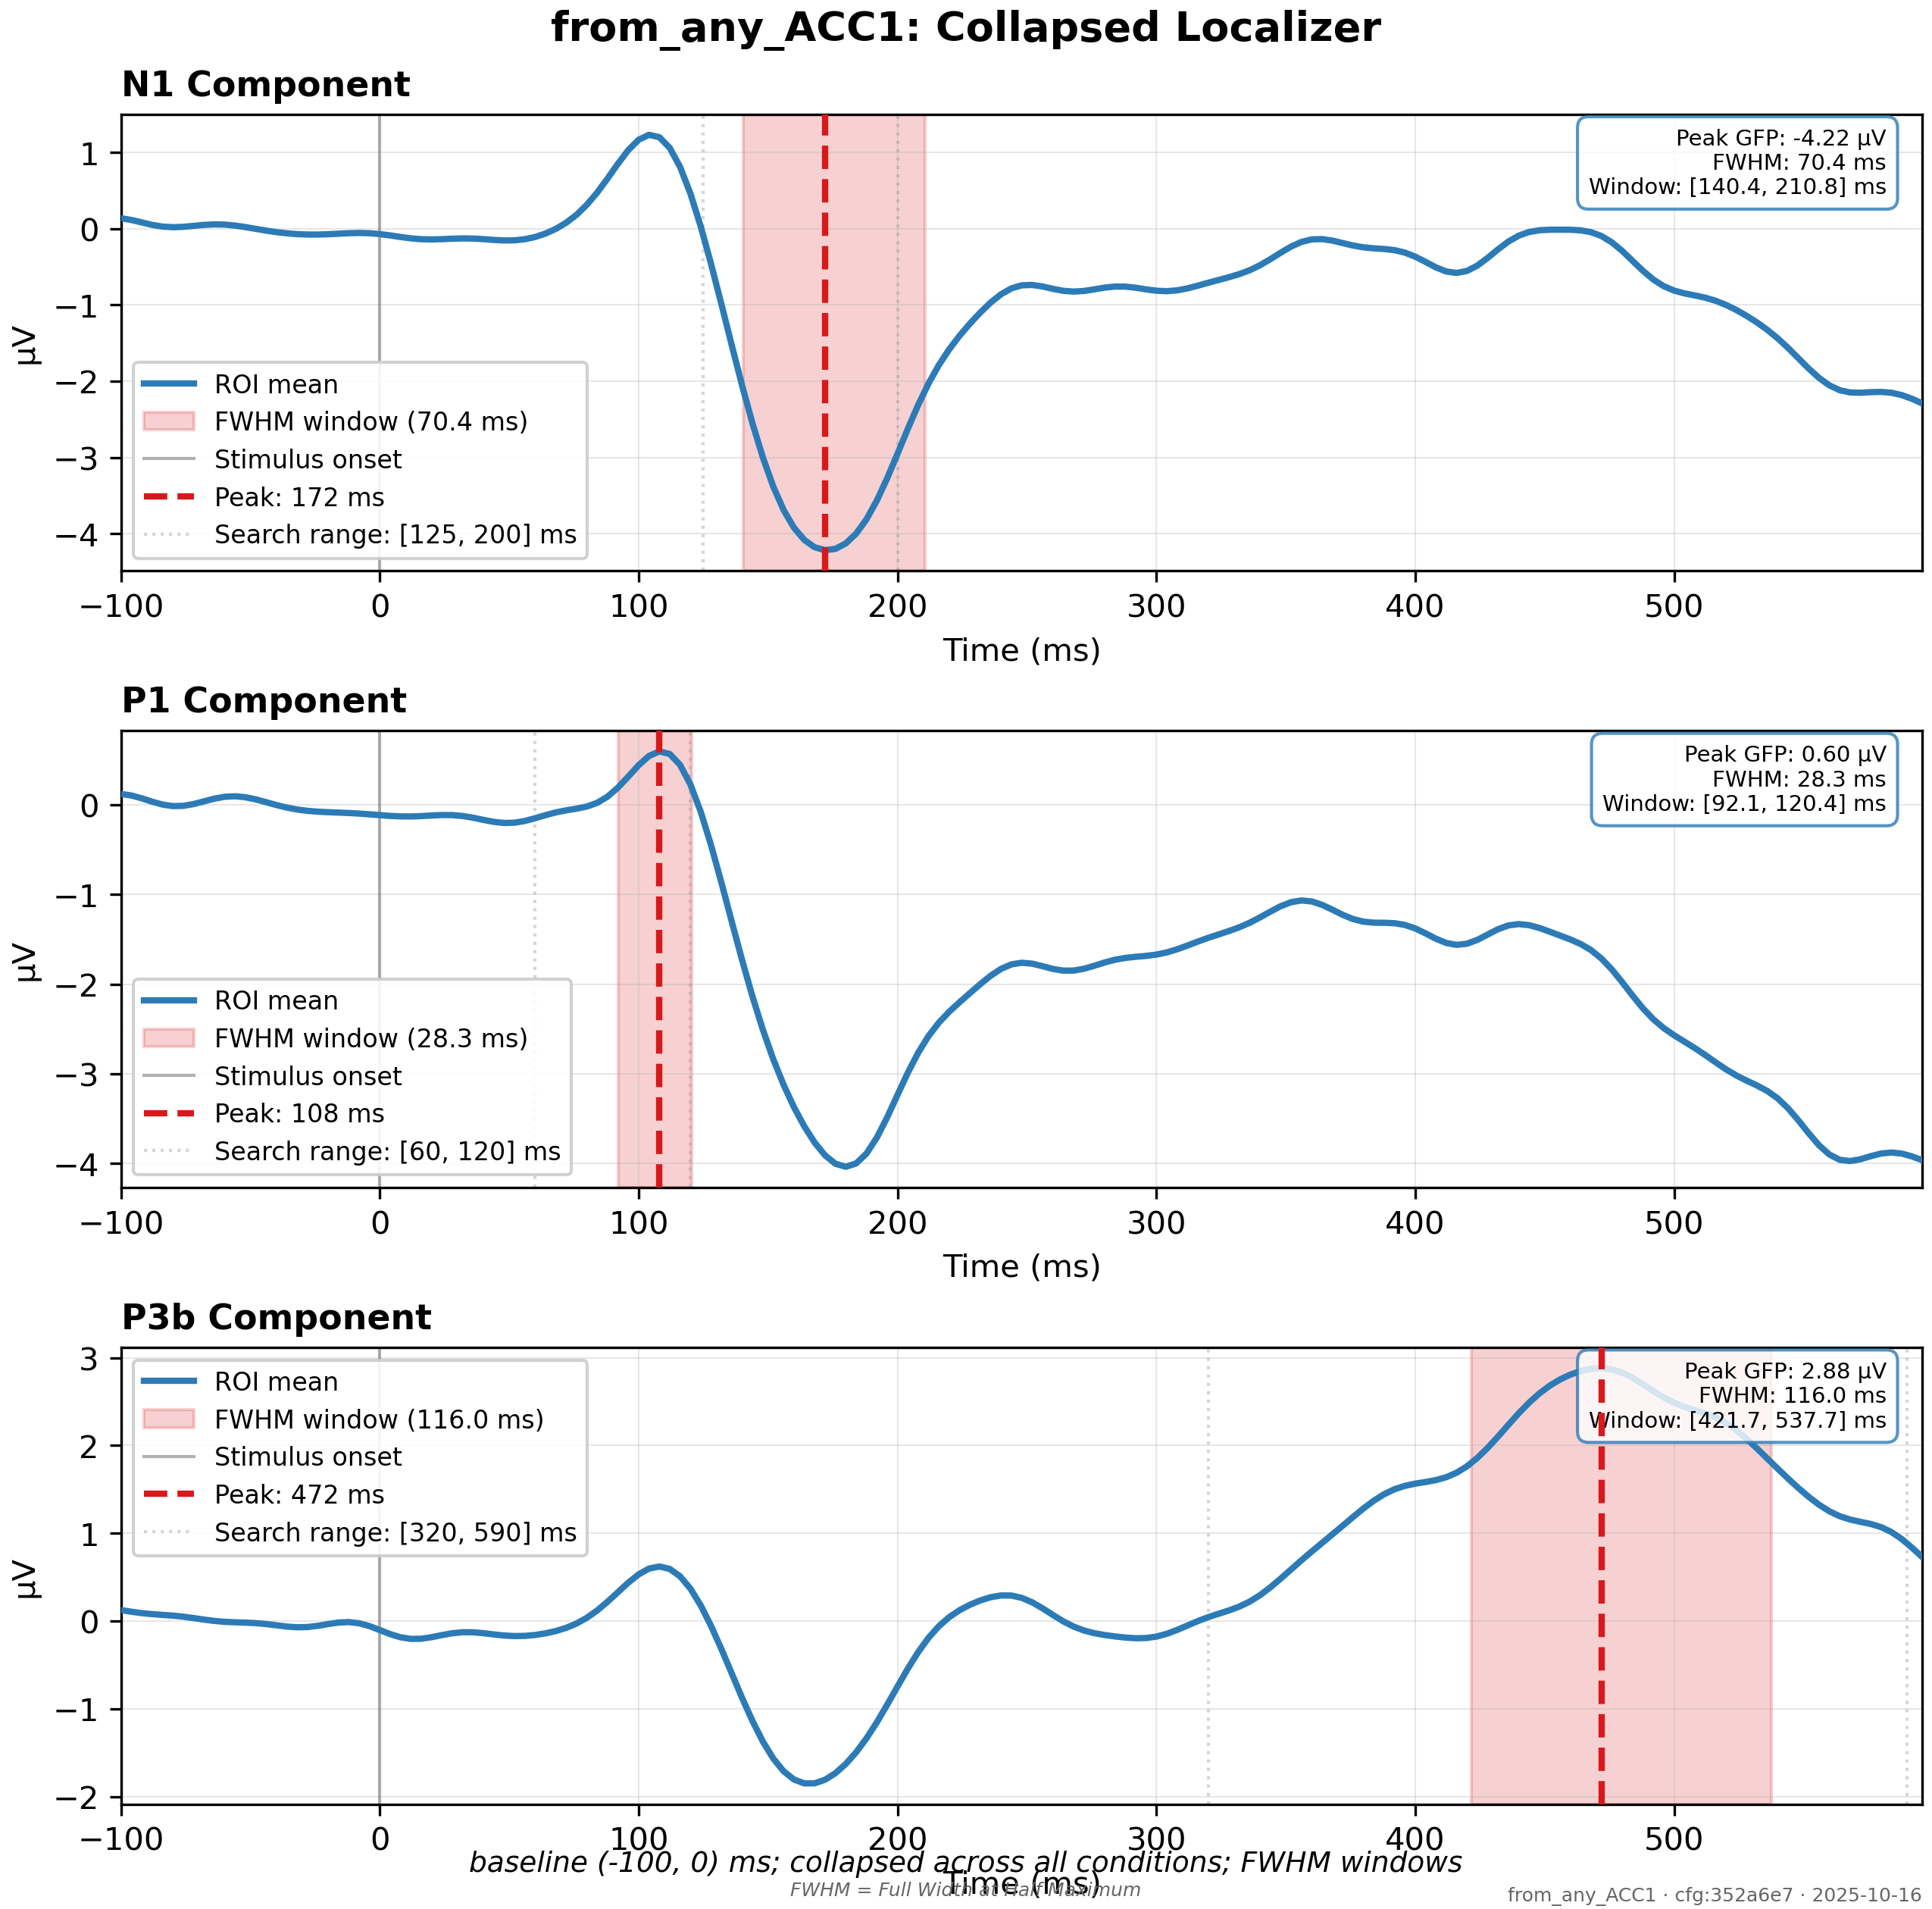 from_any_ACC1: Collapsed Localizer
N1 Component
Peak GFP: -4.22 µV
FWHM: 70.4 ms
Window: [140.4, 210.8] ms
1
0
−1
−2
−3
−4
µV
ROI mean
FWHM window (70.4 ms)
Stimulus onset
Peak: 172 ms
Search range: [125, 200] ms
−100 0 100 200 300 400 500
Time (ms)
P1 Component
Peak GFP: 0.60 µV
FWHM: 28.3 ms
Window: [92.1, 120.4] ms
0
−1
−2
−3
−4
µV
ROI mean
FWHM window (28.3 ms)
Stimulus onset
Peak: 108 ms
Search range: [60, 120] ms
−100 0 100 200 300 400 500
Time (ms)
P3b Component
Peak GFP: 2.88 µV
FWHM: 116.0 ms
Window: [421.7, 537.7] ms
3
2
1
0
−1
−2
µV
ROI mean
FWHM window (116.0 ms)
Stimulus onset
Peak: 472 ms
Search range: [320, 590] ms
−100 0 100 200 300 400 500
baseline (-100, 0) ms; collapsed across all conditions; FWHM windows
Time (ms)
FWHM = Full Width at Half Maximum
from_any_ACC1 · cfg:352a6e7 · 2025-10-16